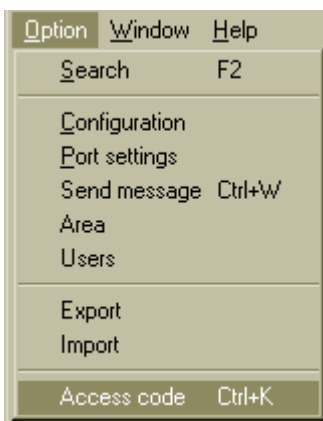 Option Window Help
Search F2
Configuration
Port settings
Send message Ctrl+W
Area
Users
Export
Import
Access code Ctrl+K